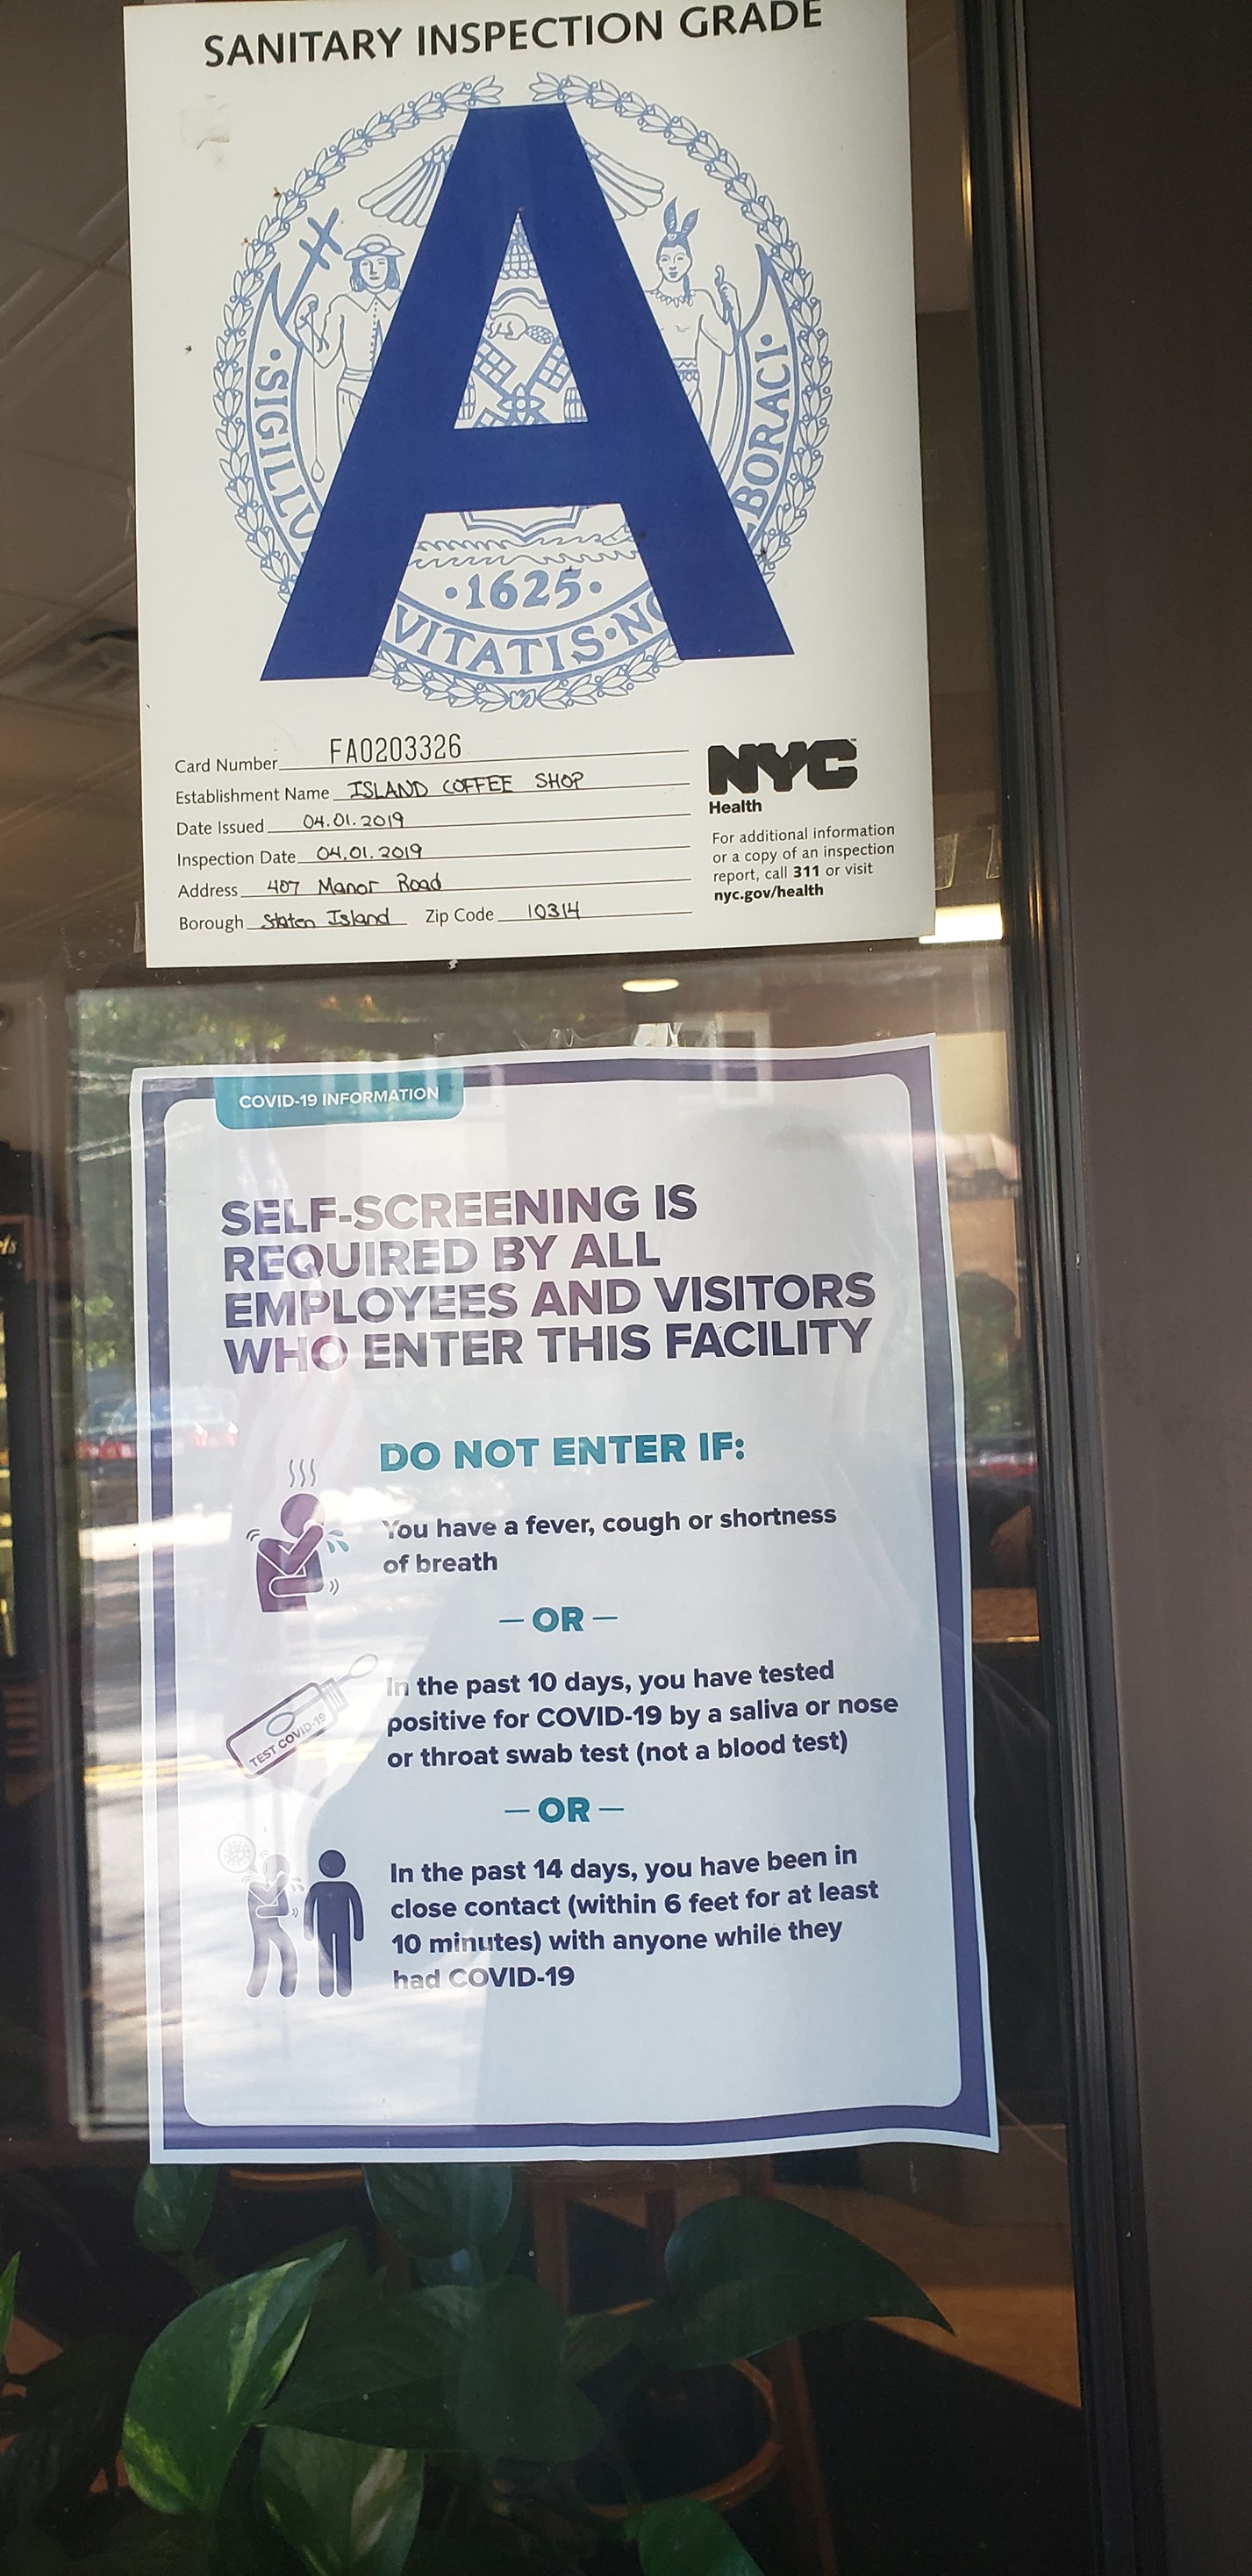 SANITARY INSPECTION GRADE
A
SIGILLU
BORACI
1625
VITATIS
Card Number FA0203326
Establishment Name ISLAND COFFEE SHOP
Date Issued 04.01.2019
Inspection Date 04.01.2019
Address 407 Manor Road
Borough Staten Island Zip Code 10314
NYC
Health
For additional information
or a copy of an inspection
report, call 311 or visit
nyc.gov/health
COVID-19 INFORMATION
SELF-SCREENING IS
REQUIRED BY ALL
EMPLOYEES AND VISITORS
WHO ENTER THIS FACILITY
DO NOT ENTER IF:
You have a fever, cough or shortness
of breath
— OR —
TEST COVID-19
In the past 10 days, you have tested
positive for COVID-19 by a saliva or nose
or throat swab test (not a blood test)
— OR —
In the past 14 days, you have been in
close contact (within 6 feet for at least
10 minutes) with anyone while they
had COVID-19